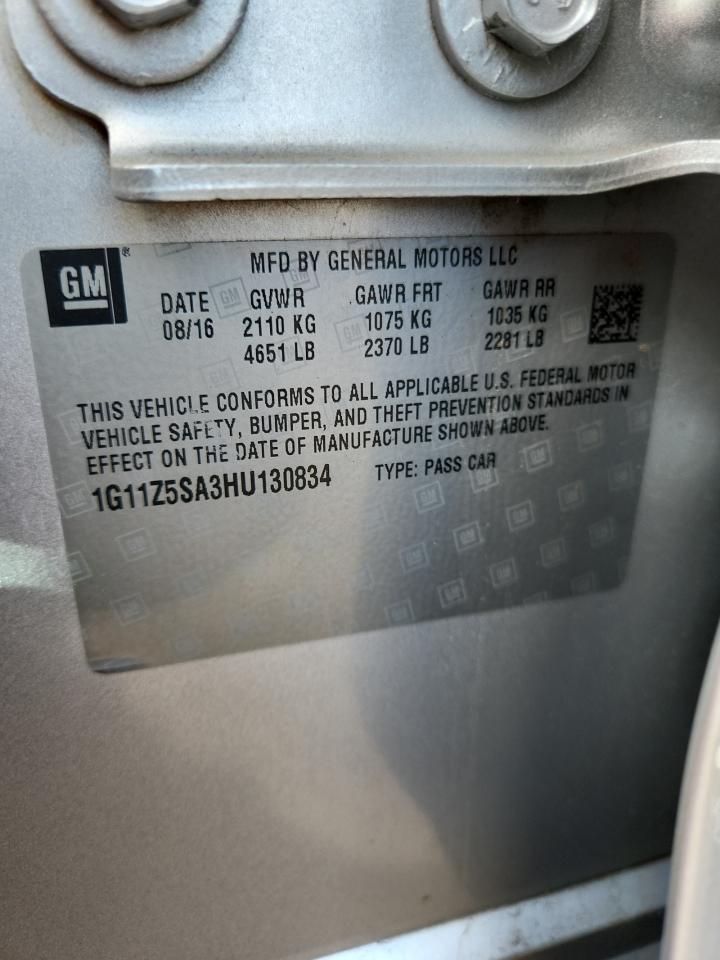 GM®
MFD BY GENERAL MOTORS LLC
DATE GVWR GAWR FRT GAWR RR
08/16 2110 KG 1075 KG 1035 KG
4651 LB 2370 LB 2281 LB
THIS VEHICLE CONFORMS TO ALL APPLICABLE U.S. FEDERAL MOTOR
VEHICLE SAFETY, BUMPER, AND THEFT PREVENTION STANDARDS IN
EFFECT ON THE DATE OF MANUFACTURE SHOWN ABOVE.
1G11Z5SA3HU130834 TYPE: PASS CAR